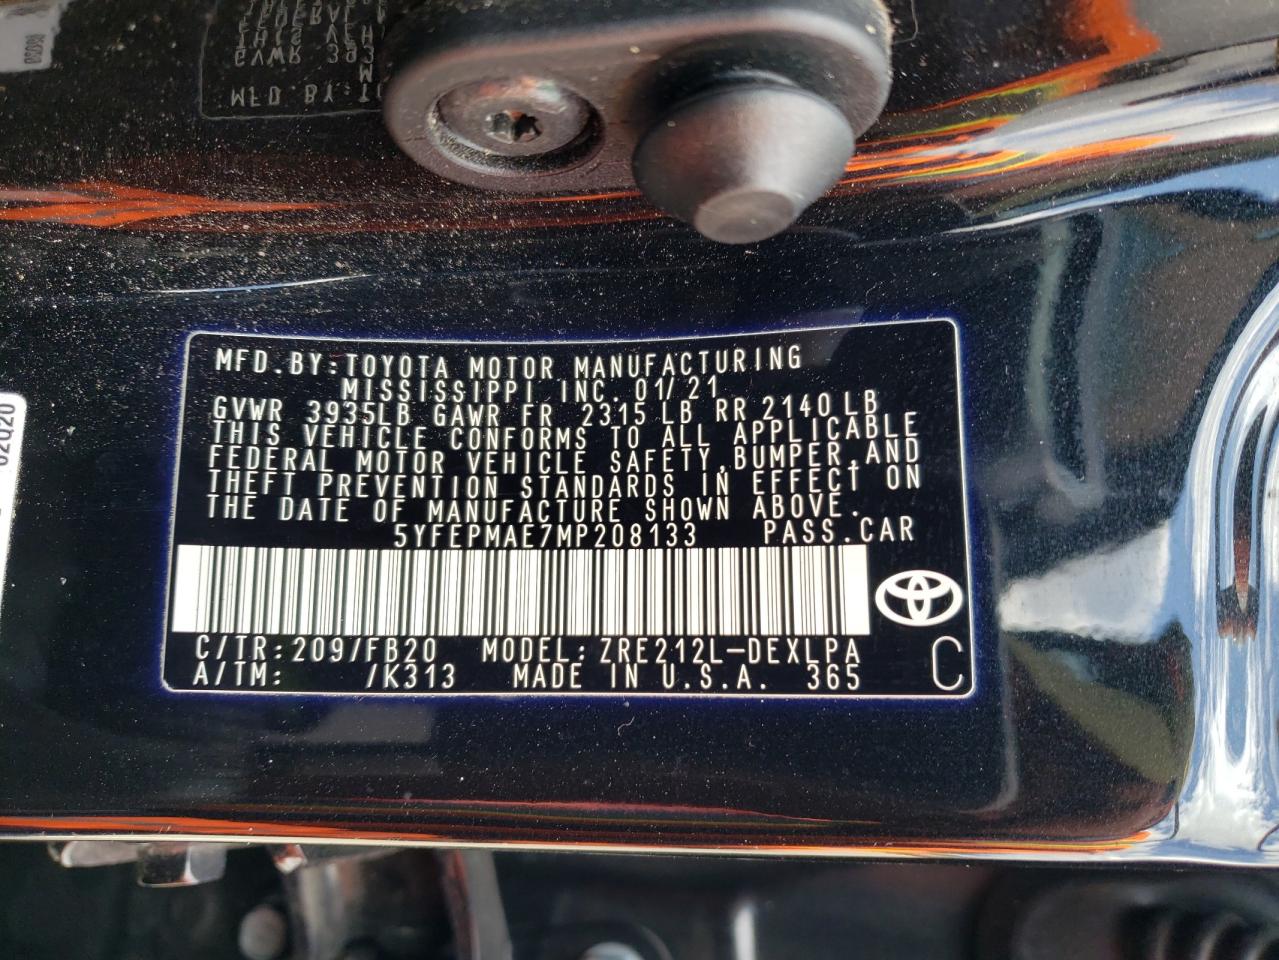 MFD.BY:TOYOTA MOTOR MANUFACTURING
MISSISSIPPI INC. 01/21
GVWR 3935LB GAWR FR 2315 LB RR 2140 LB
THIS VEHICLE CONFORMS TO ALL APPLICABLE
FEDERAL MOTOR VEHICLE SAFETY,BUMPER,AND
THEFT PREVENTION STANDARDS IN EFFECT ON
THE DATE OF MANUFACTURE SHOWN ABOVE.
5YFEPMAE7MP208133 PASS.CAR
C/TR:209/FB20 MODEL:ZRE212L-DEXLPA
A/TM: /K313 MADE IN U.S.A. 365
C